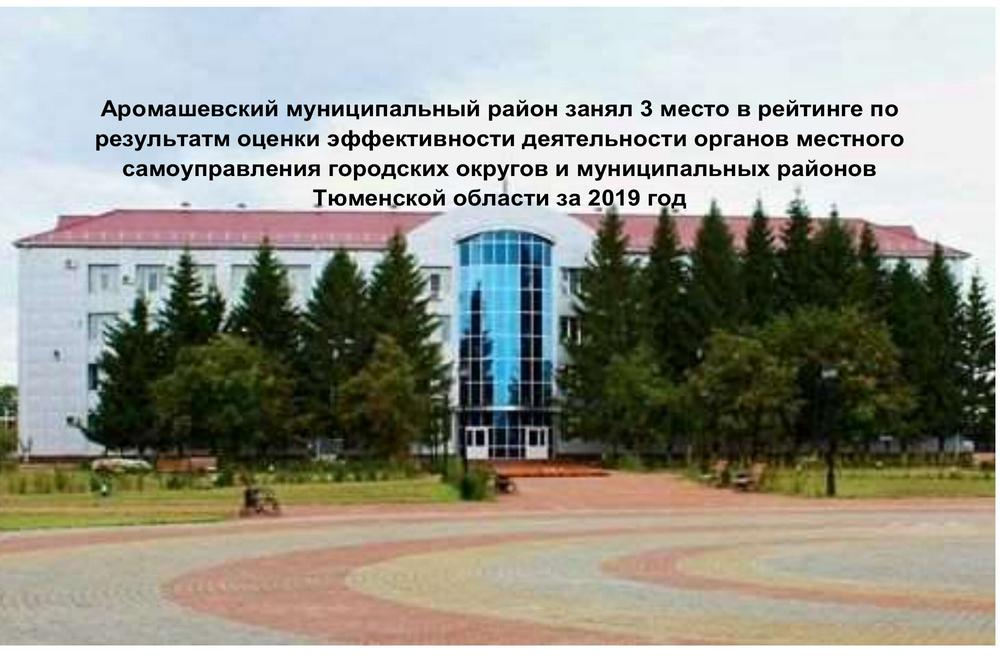 Аромашевский муниципальный район занял 3 место в рейтинге по
результатм оценки эффективности деятельности органов местного
самоуправления городских округов и муниципальных районов
Тюменской области за 2019 год